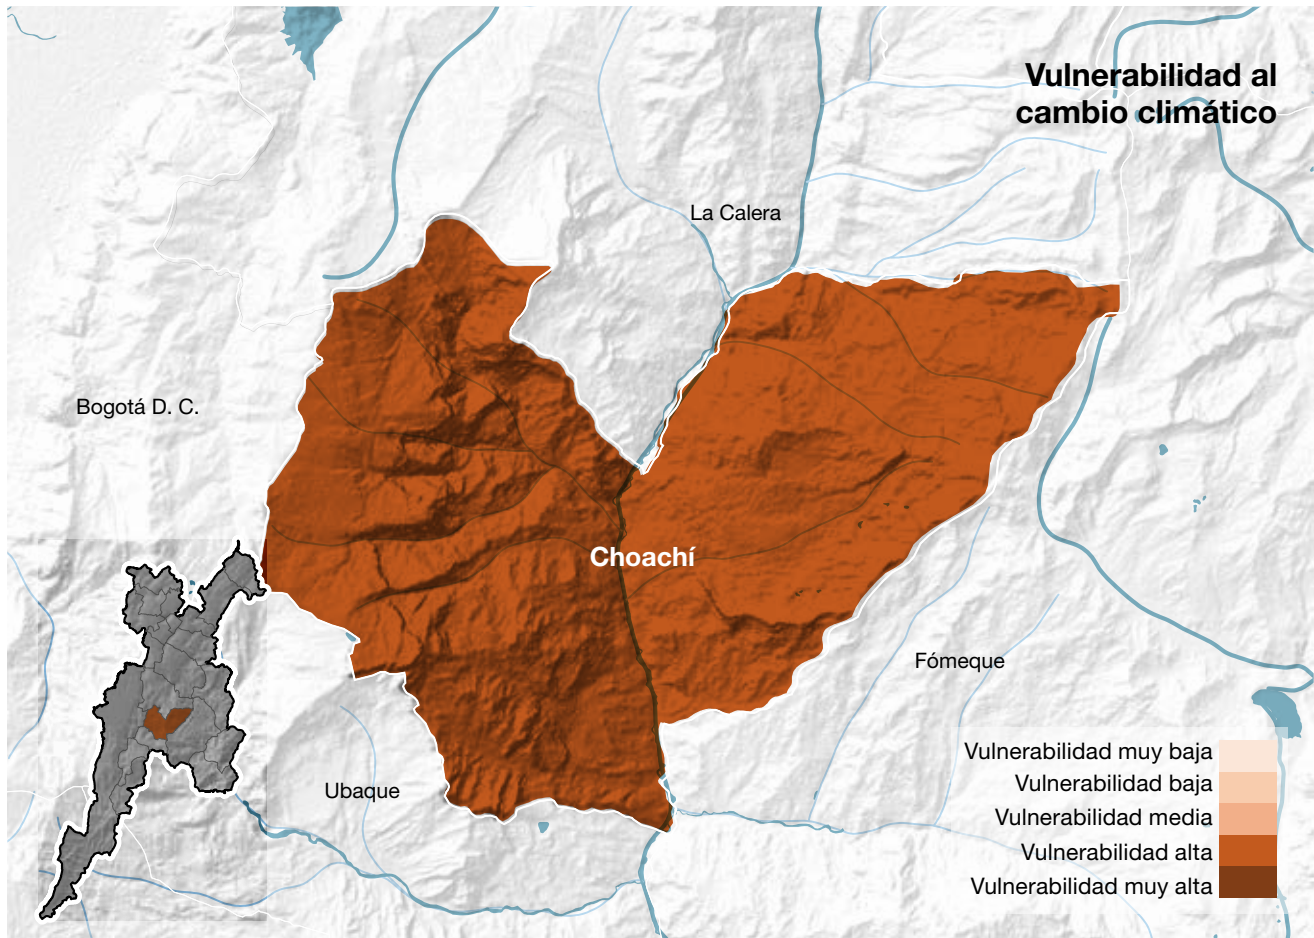 Vulnerabilidad al
cambio climático
La Calera
Bogotá D. C.
Choachí
Fómeque
Ubaque
Vulnerabilidad muy baja
Vulnerabilidad baja
Vulnerabilidad media
Vulnerabilidad alta
Vulnerabilidad muy alta